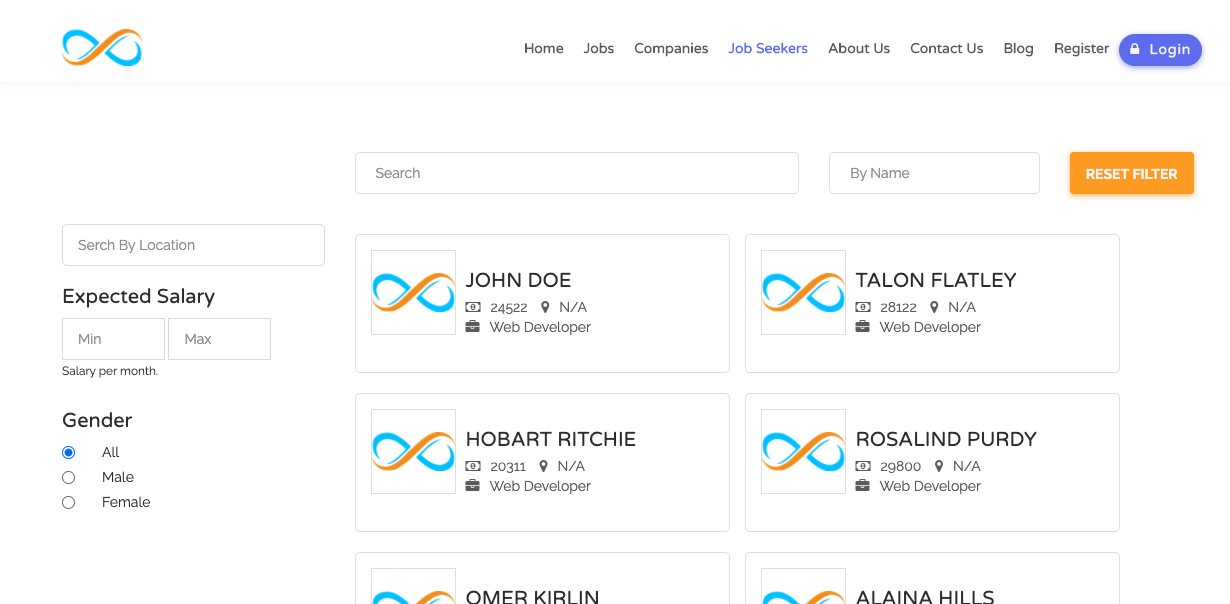 Home Jobs Companies Job Seekers About Us Contact Us Blog Register Login
Search By Name RESET FILTER
Serch By Location
Expected Salary
Min Max
Salary per month.
Gender
All
Male
Female
JOHN DOE
24522 N/A
Web Developer
TALON FLATLEY
28122 N/A
Web Developer
HOBART RITCHIE
20311 N/A
Web Developer
ROSALIND PURDY
29800 N/A
Web Developer
OMER KIRLIN
ALAINA HILLS